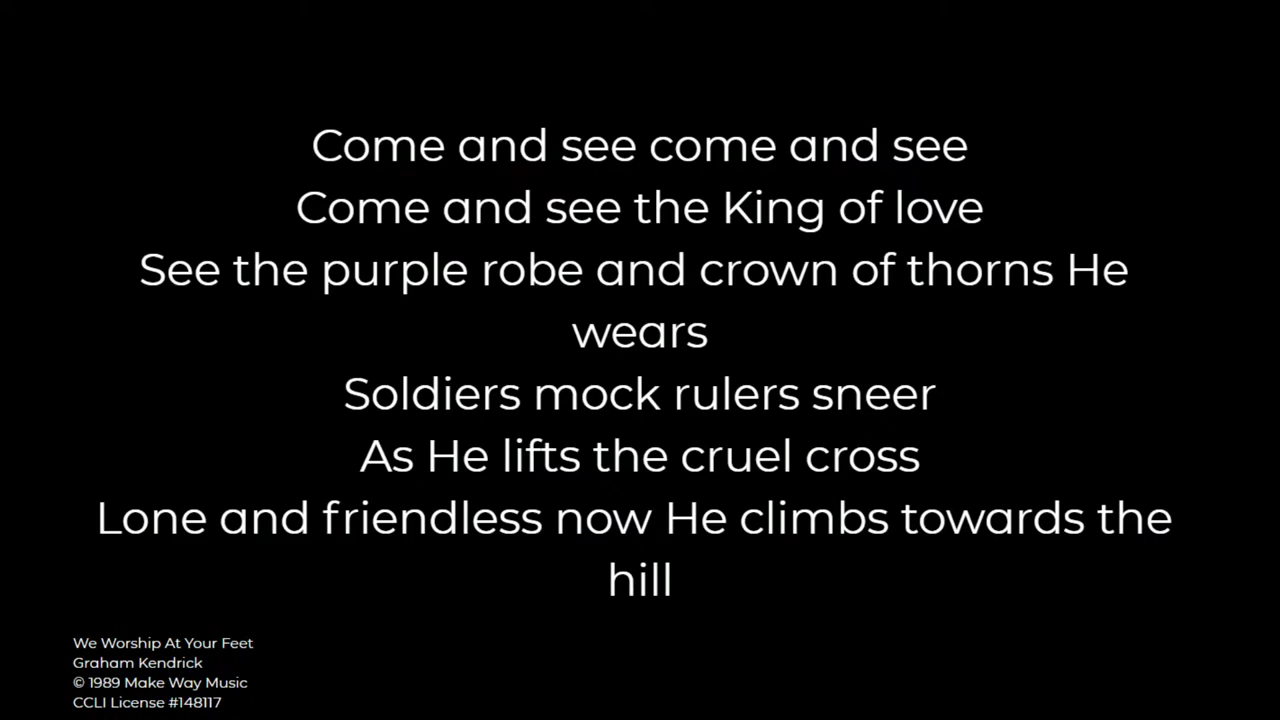 Come and see come and see
Come and see the King of love
See the purple robe and crown of thorns He
wears
Soldiers mock rulers sneer
As He lifts the cruel cross
Lone and friendless now He climbs towards the
hill
We Worship At Your Feet
Graham Kendrick
© 1989 Make Way Music
CCLI License #148117